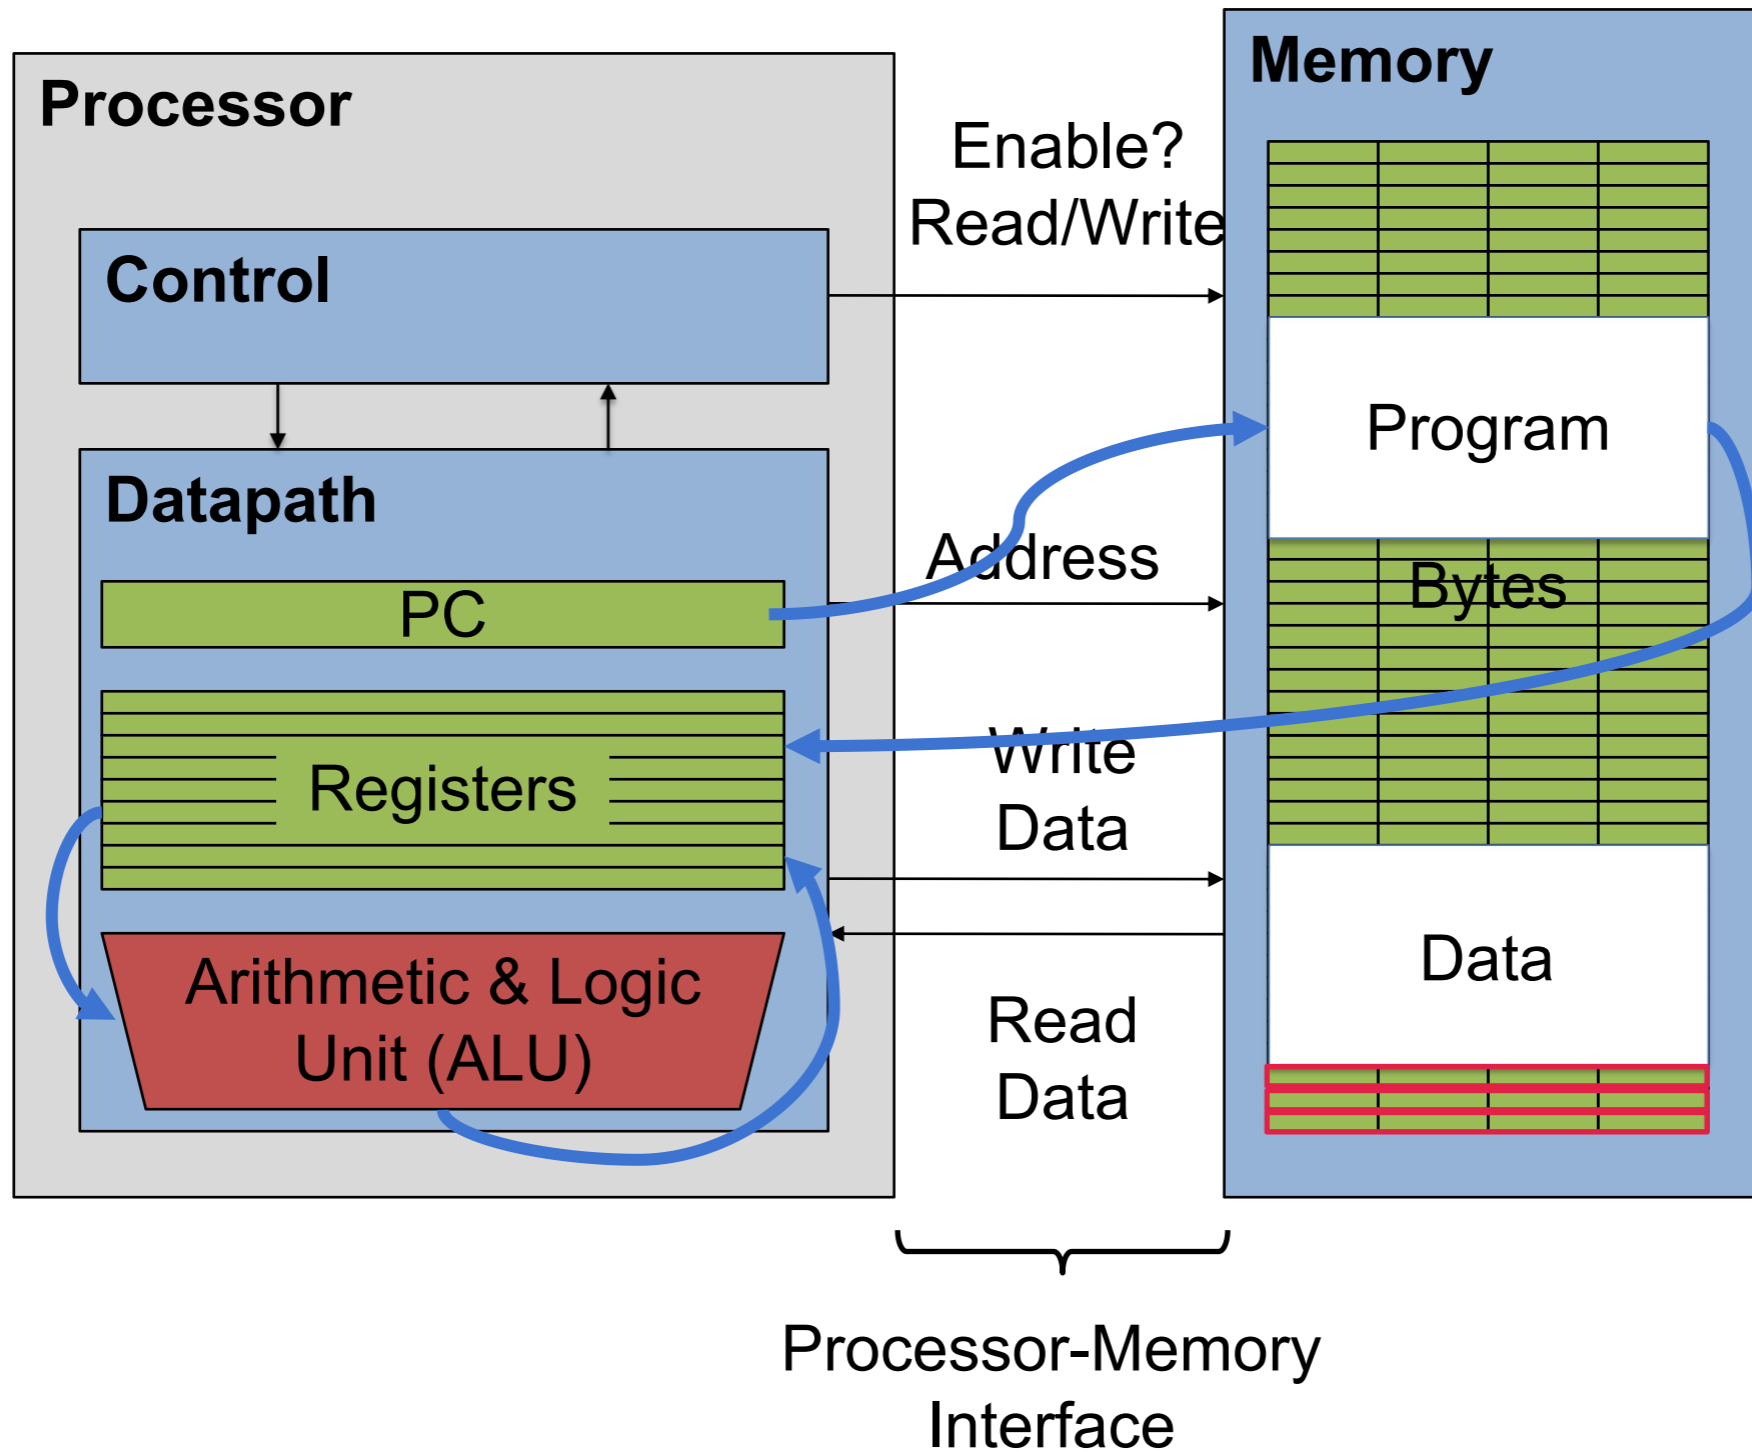 Processor
Control
Datapath
PC
Registers
Arithmetic & Logic
Unit (ALU)
Enable?
Read/Write
Address
Write
Data
Read
Data
Memory
Program
Bytes
Data
Processor-Memory
Interface